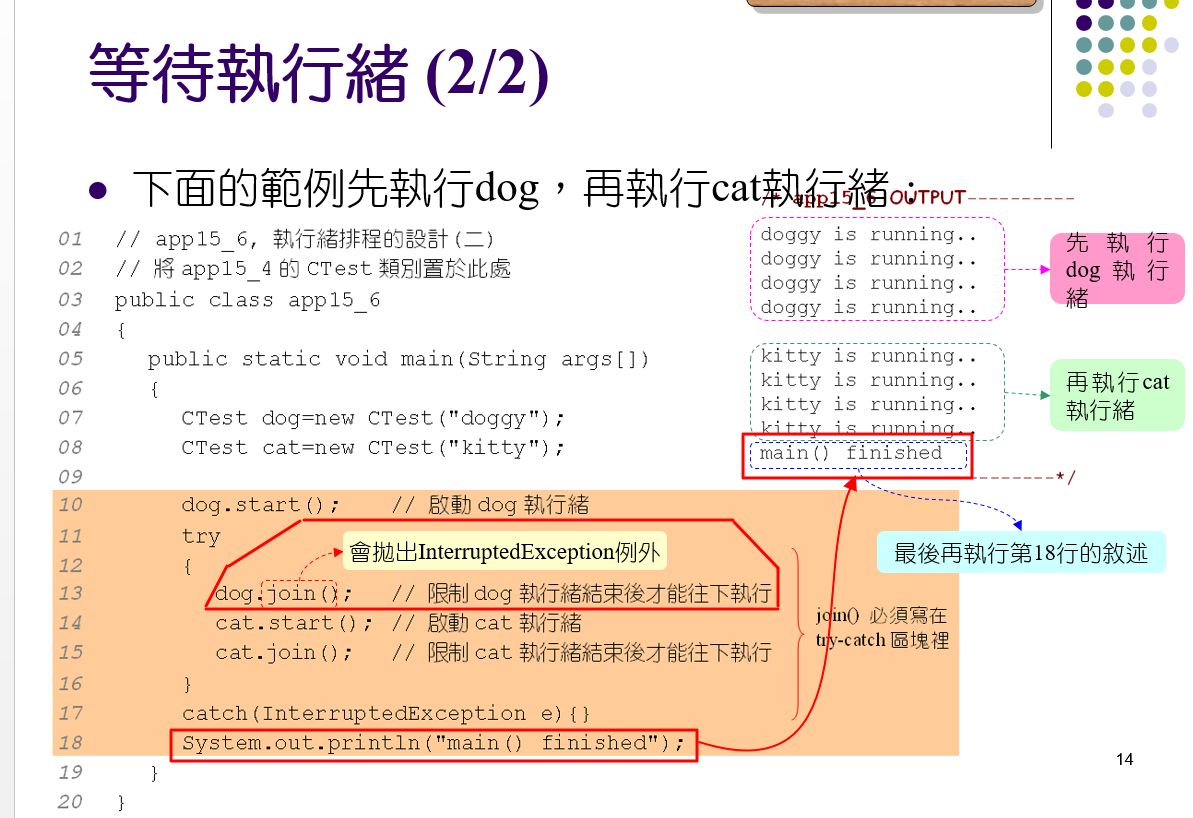 等待執行緒 (2/2)
下面的範例先執行dog，再執行cat執行緒：
01 // app15_6, 執行緒排程的設計(二)
02 // 將 app15_4 的 CTest 類別置於此處
03 public class app15_6
04 {
05 public static void main(String args[])
06 {
07 CTest dog=new CTest("doggy");
08 CTest cat=new CTest("kitty");
09
10 dog.start(); // 啟動 dog 執行緒
11 try
12 {
會拋出InterruptedException例外
13 dog.join(); // 限制 dog 執行緒結束後才能往下執行
14 cat.start(); // 啟動 cat 執行緒
15 cat.join(); // 限制 cat 執行緒結束後才能往下執行
16 }
17 catch(InterruptedException e){}
18 System.out.println("main() finished");
19 }
20 }
join() 必須寫在
try-catch 區塊裡
/* app15_6 OUTPUT-----------
doggy is running..
doggy is running..
doggy is running..
doggy is running..
kitty is running..
kitty is running..
kitty is running..
kitty is running..
main() finished
---------*/
先執行
dog執行
緒
再執行cat
執行緒
最後再執行第18行的敘述
14